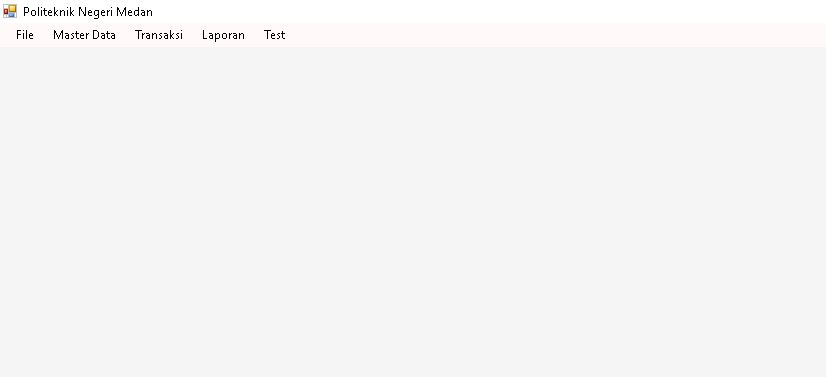 Politeknik Negeri Medan
File Master Data Transaksi Laporan Test